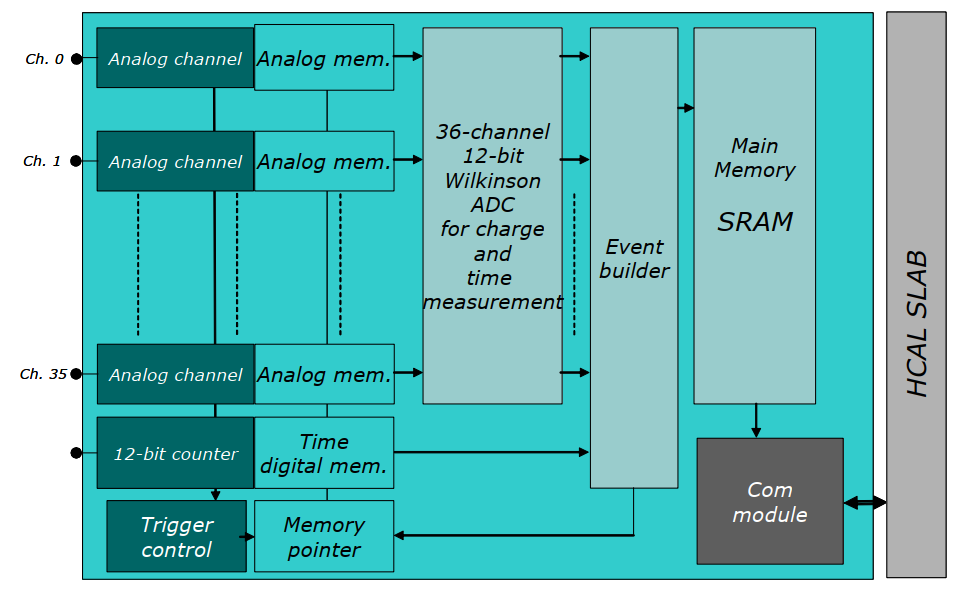 Ch. 0
Analog channel
Analog mem.
Ch. 1
Analog channel
Analog mem.
36-channel
12-bit
Wilkinson
ADC
for charge
and
time
measurement
Event
builder
Main
Memory
SRAM
HCAL SLAB
Ch. 35
Analog channel
Analog mem.
12-bit counter
Time
digital mem.
Trigger
control
Memory
pointer
Com
module